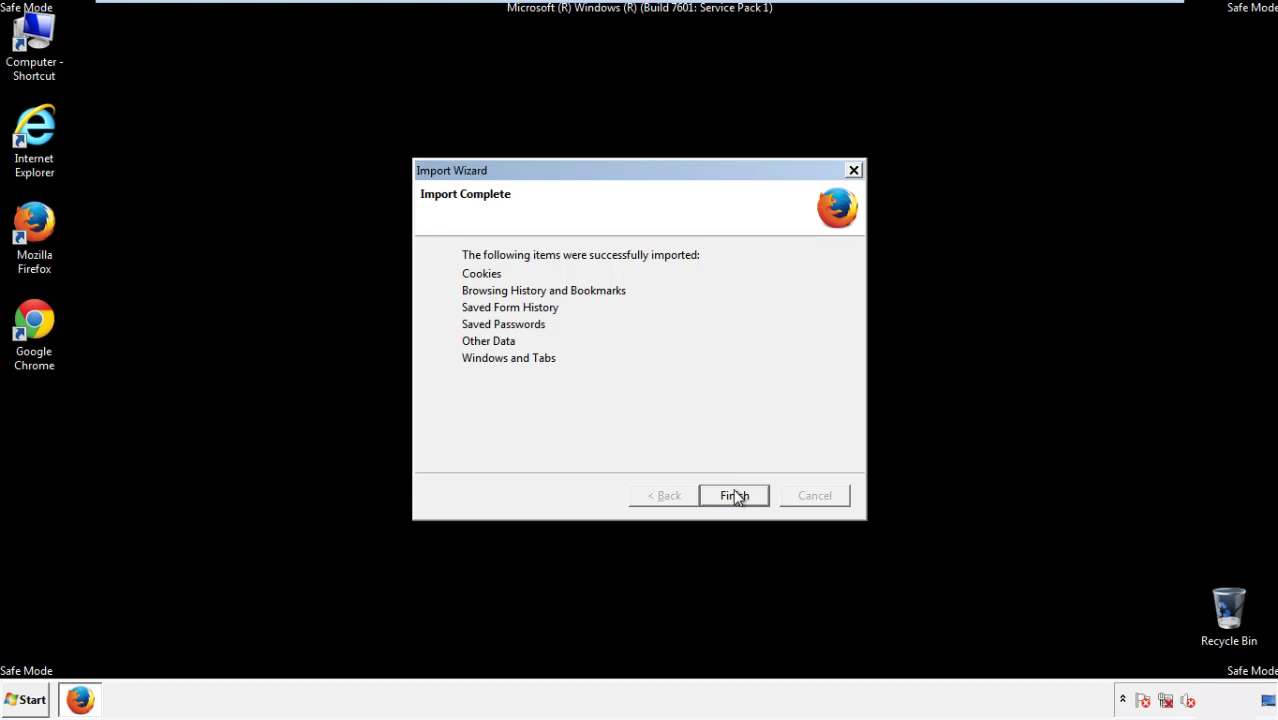 Safe Mode
Microsoft (R) Windows (R) (Build 7601: Service Pack 1)
Safe Mode
Computer -
Shortcut
Internet
Explorer
Mozilla
Firefox
Google
Chrome
Import Wizard
Import Complete
The following items were successfully imported:
Cookies
Browsing History and Bookmarks
Saved Form History
Saved Passwords
Other Data
Windows and Tabs
< Back
Finish
Cancel
Recycle Bin
Safe Mode
Safe Mode
Start